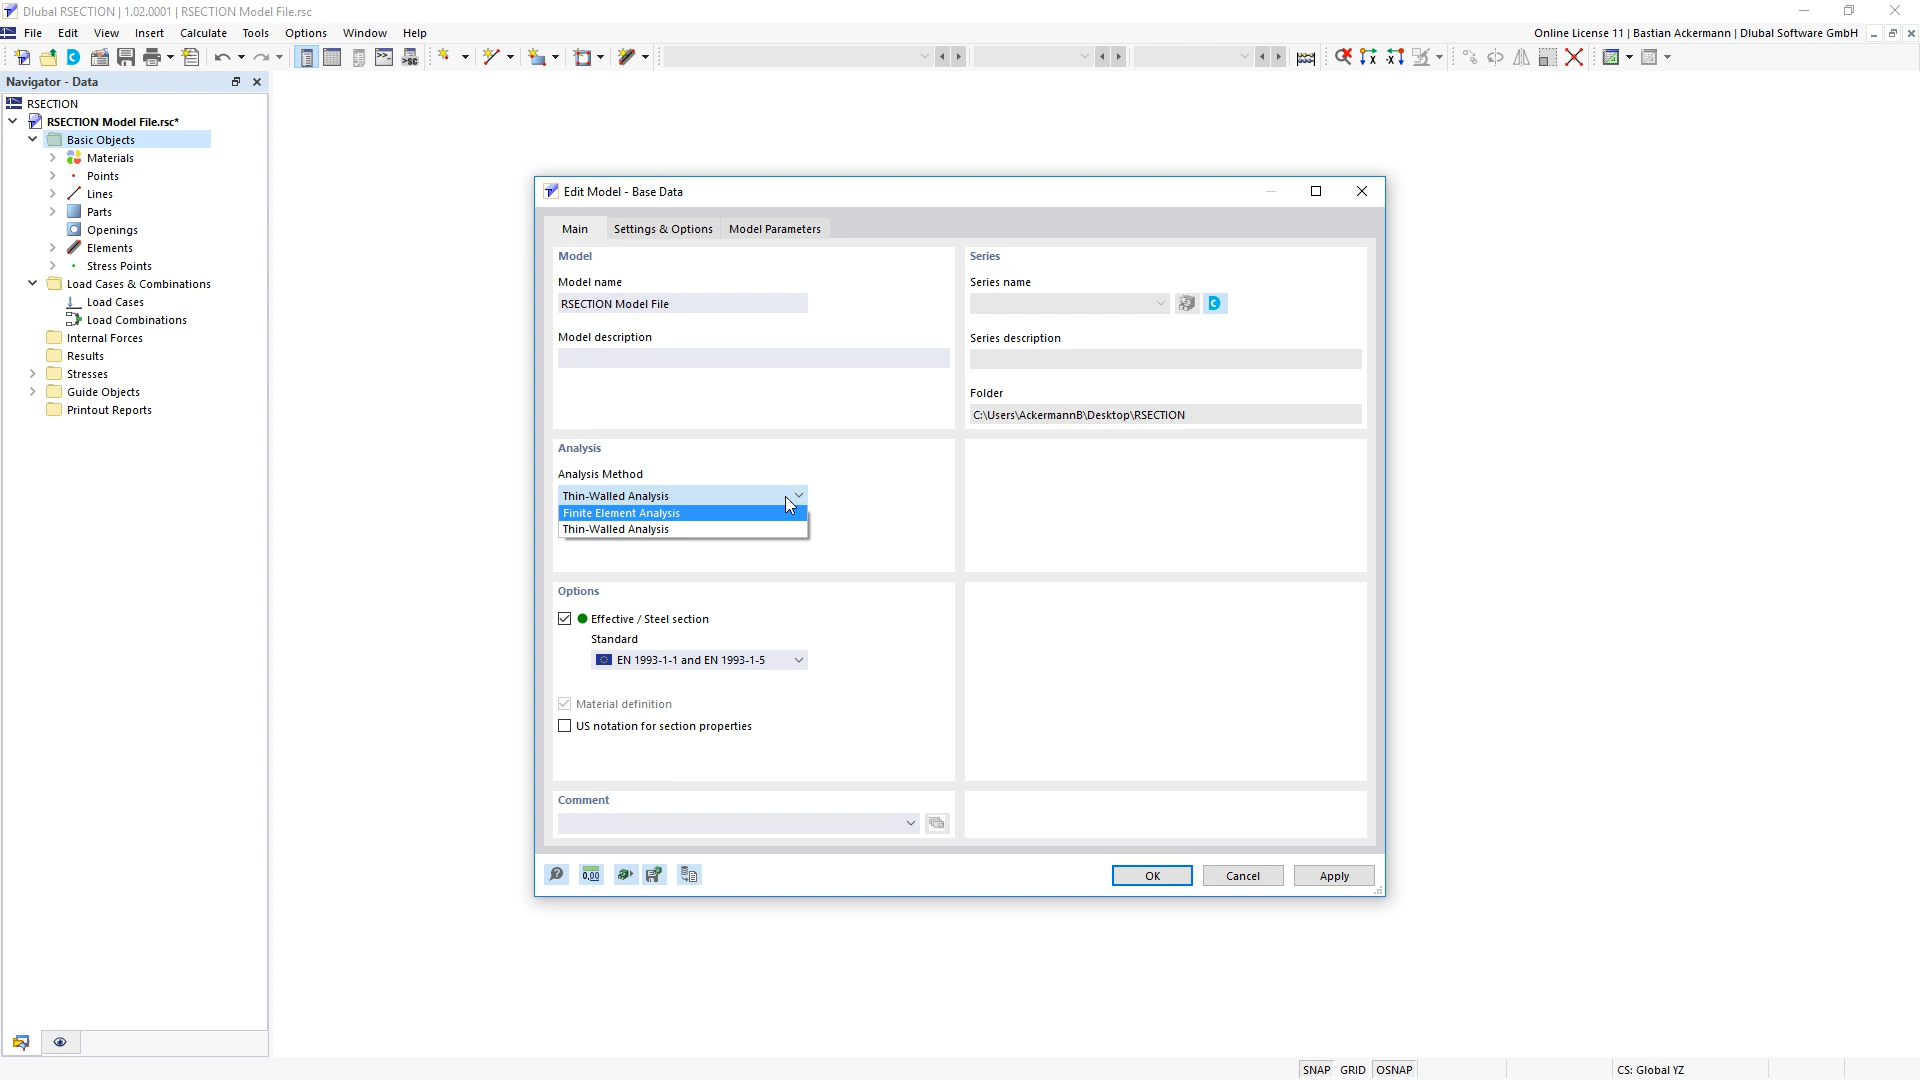 Dlubal RSECTION | 1.02.0001 | RSECTION Model File.rsc
File Edit View Insert Calculate Tools Options Window Help
Online License 11 | Bastian Ackermann | Dlubal Software GmbH
Navigator - Data
RSECTION
RSECTION Model File.rsc*
Basic Objects
Materials
Points
Lines
Parts
Openings
Elements
Stress Points
Load Cases & Combinations
Load Cases
Load Combinations
Internal Forces
Results
Stresses
Guide Objects
Printout Reports
Edit Model - Base Data
Main Settings & Options Model Parameters
Model
Model name
RSECTION Model File
Model description
Series
Series name
Series description
Folder
C:\Users\AckermannB\Desktop\RSECTION
Analysis
Analysis Method
Thin-Walled Analysis
Finite Element Analysis
Thin-Walled Analysis
Options
Effective / Steel section
Standard
EN 1993-1-1 and EN 1993-1-5
Material definition
US notation for section properties
Comment
0,00
OK Cancel Apply
SNAP GRID OSNAP
CS: Global YZ